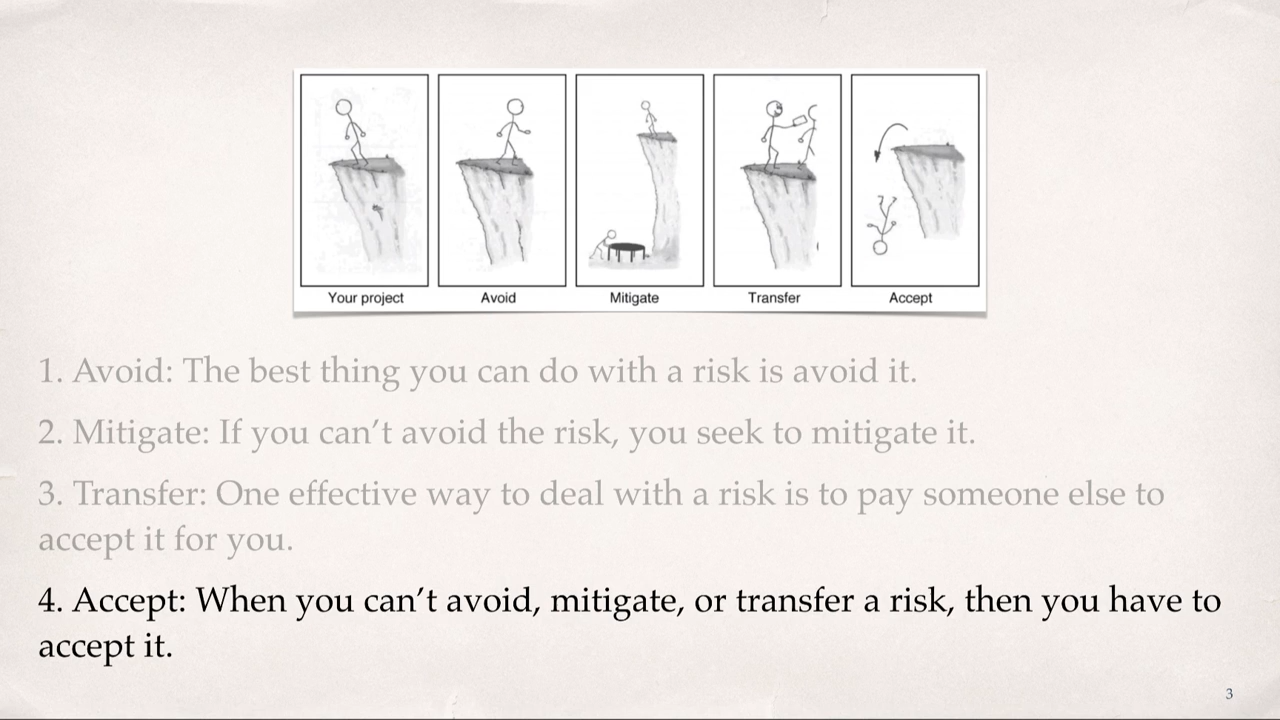 Your project
Avoid
Mitigate
Transfer
Accept
1. Avoid: The best thing you can do with a risk is avoid it.
2. Mitigate: If you can’t avoid the risk, you seek to mitigate it.
3. Transfer: One effective way to deal with a risk is to pay someone else to
accept it for you.
4. Accept: When you can’t avoid, mitigate, or transfer a risk, then you have to
accept it.
3